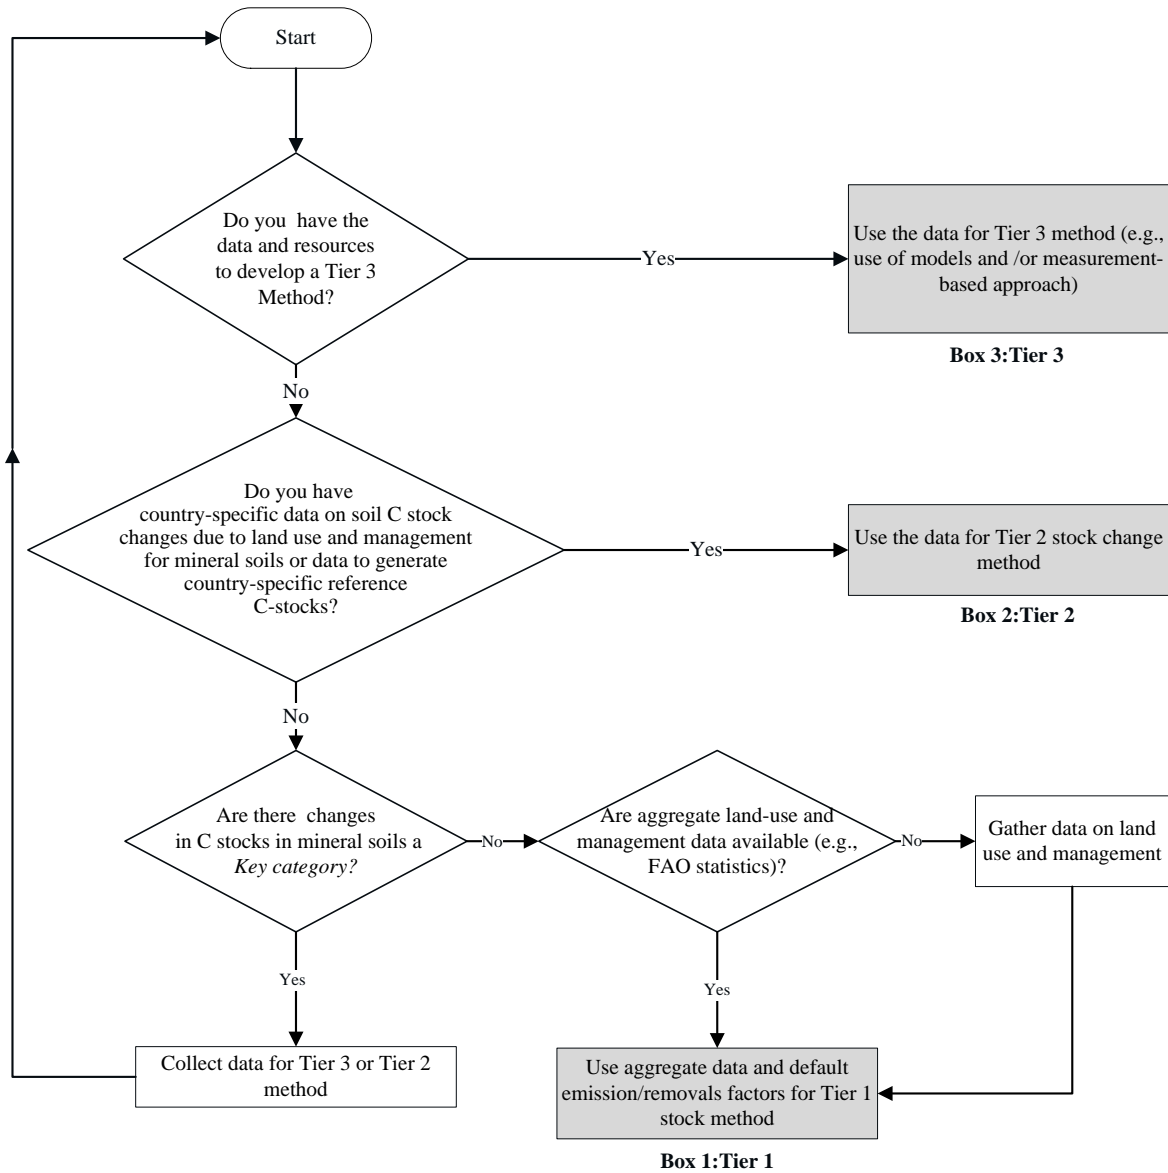 Start
Do you  have the
data and resources
to develop a Tier 3
Method?
Yes
Use the data for Tier 3 method (e.g.,
use of models and /or measurement-
based approach)
Box 3:Tier 3
No
Do you have
country-specific data on soil C stock
changes due to land use and management
for mineral soils or data to generate
country-specific reference
C-stocks?
Yes
Use the data for Tier 2 stock change
method
Box 2:Tier 2
No
Are there  changes
in C stocks in mineral soils a
Key category?
No
Are aggregate land-use and
management data available (e.g.,
FAO statistics)?
No
Gather data on land
use and management
Yes
Yes
Collect data for Tier 3 or Tier 2
method
Use aggregate data and default
emission/removals factors for Tier 1
stock method
Box 1:Tier 1